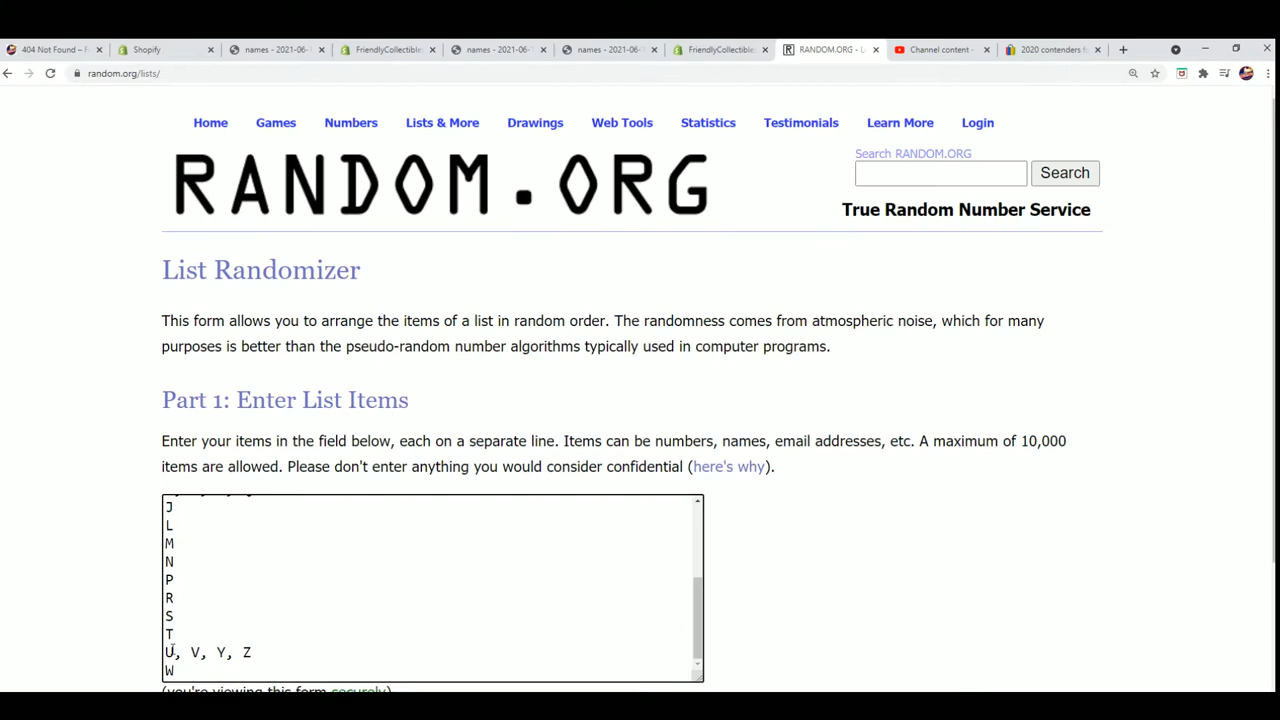 404 Not Found – F
Shopify
names - 2021-06-
FriendlyCollectible
names - 2021-06-
names - 2021-06-
FriendlyCollectible
RANDOM.ORG - L
Channel content -
2020 contenders f
random.org/lists/
Home Games Numbers Lists & More Drawings Web Tools Statistics Testimonials Learn More Login
RANDOM.ORG
Search RANDOM.ORG
Search
True Random Number Service
List Randomizer
This form allows you to arrange the items of a list in random order. The randomness comes from atmospheric noise, which for many
purposes is better than the pseudo-random number algorithms typically used in computer programs.
Part 1: Enter List Items
Enter your items in the field below, each on a separate line. Items can be numbers, names, email addresses, etc. A maximum of 10,000
items are allowed. Please don't enter anything you would consider confidential (here's why).
J
L
M
N
P
R
S
T
U, V, Y, Z
W
(you're viewing this form securely)